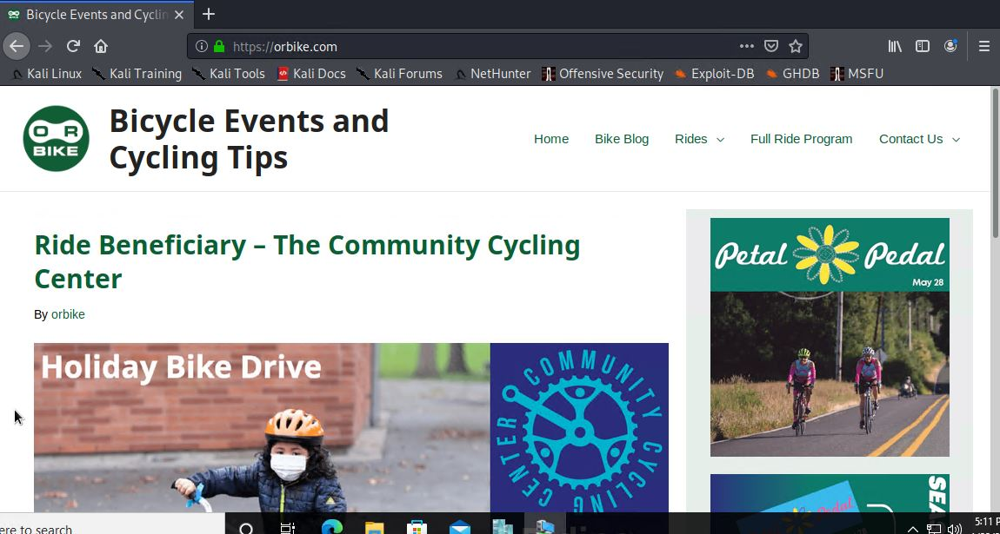 Bicycle Events and Cyclin
https://orbike.com
Kali Linux Kali Training Kali Tools Kali Docs Kali Forums NetHunter Offensive Security Exploit-DB GHDB MSFU
OR
BIKE
Bicycle Events and
Cycling Tips
Home Bike Blog Rides Full Ride Program Contact Us
Ride Beneficiary – The Community Cycling
Center
By orbike
Holiday Bike Drive
COMMUNITY CYCLING CENTER
Petal Pedal
May 28
Pedal
SEA
ere to search
5:11 P